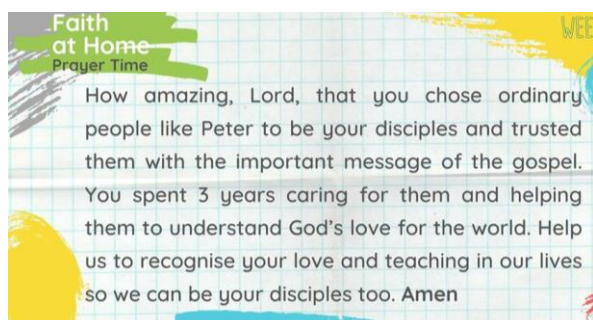 Faith
at Home
Prayer Time
WEE
How amazing, Lord, that you chose ordinary
people like Peter to be your disciples and trusted
them with the important message of the gospel.
You spent 3 years caring for them and helping
them to understand God's love for the world. Help
us to recognise your love and teaching in our lives
so we can be your disciples too. Amen